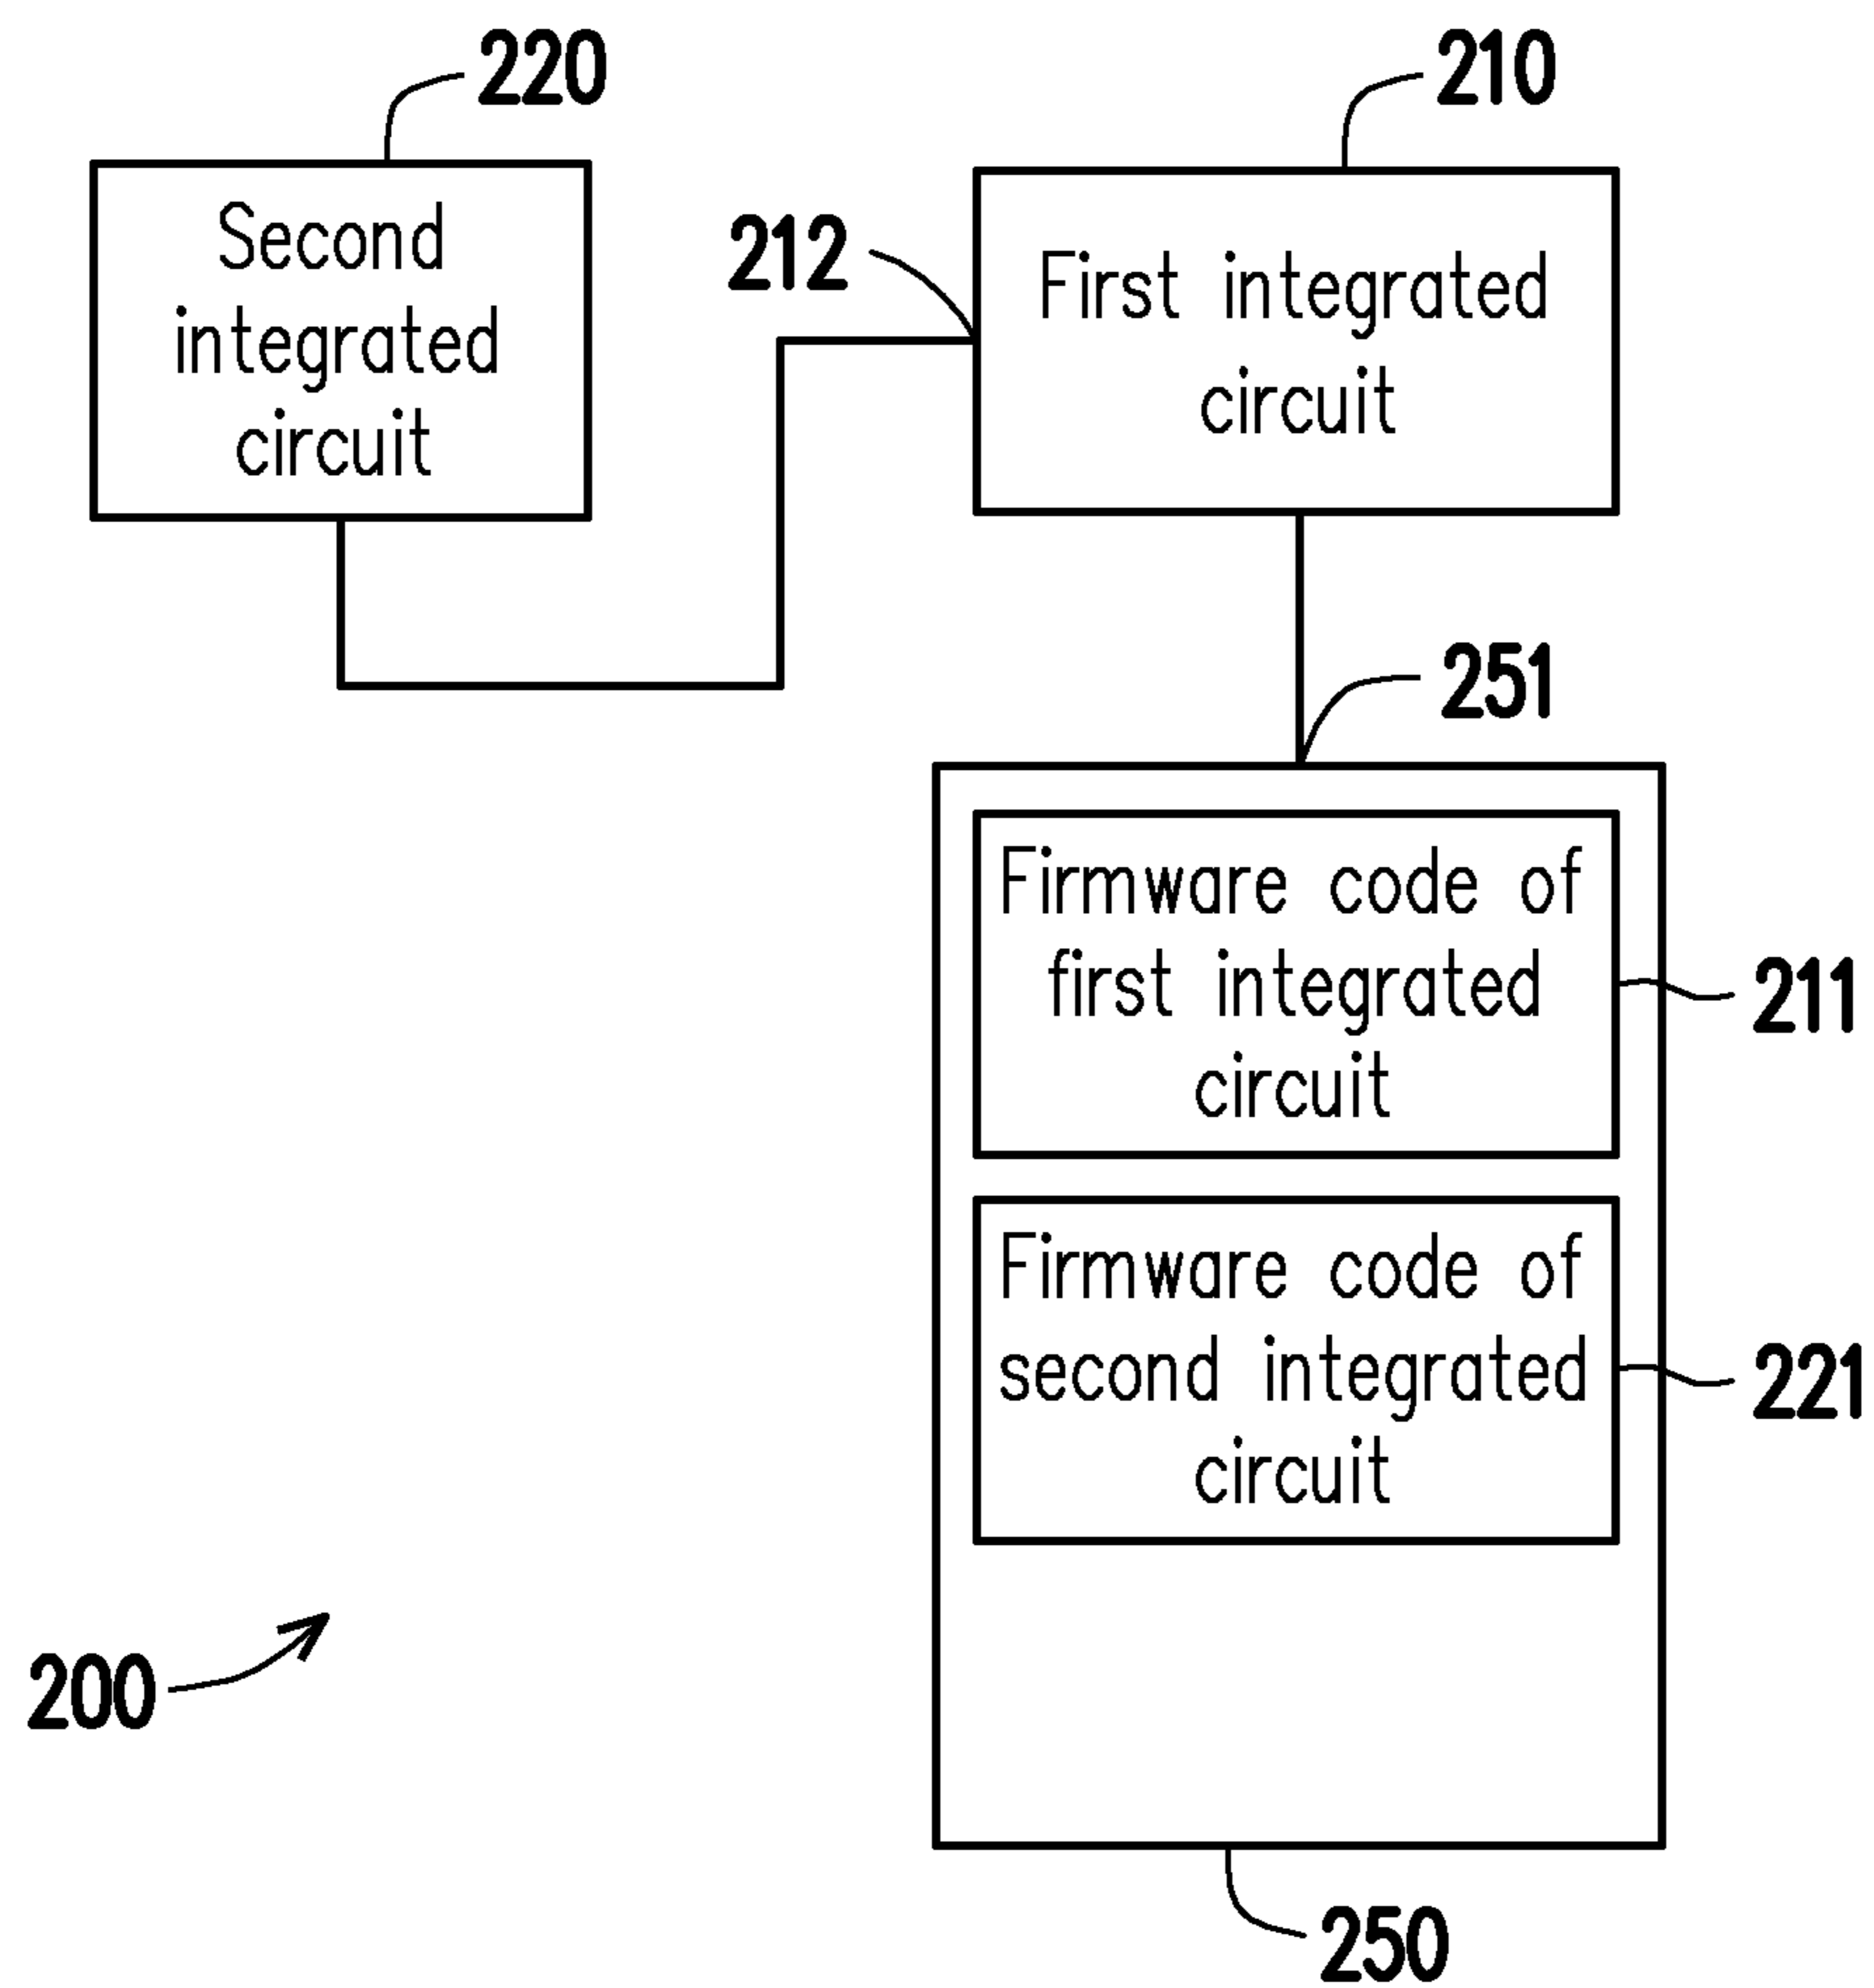 220
210
Second
integrated
circuit
212
First integrated
circuit
251
Firmware code of
first integrated
circuit
211
Firmware code of
second integrated
circuit
221
200
250